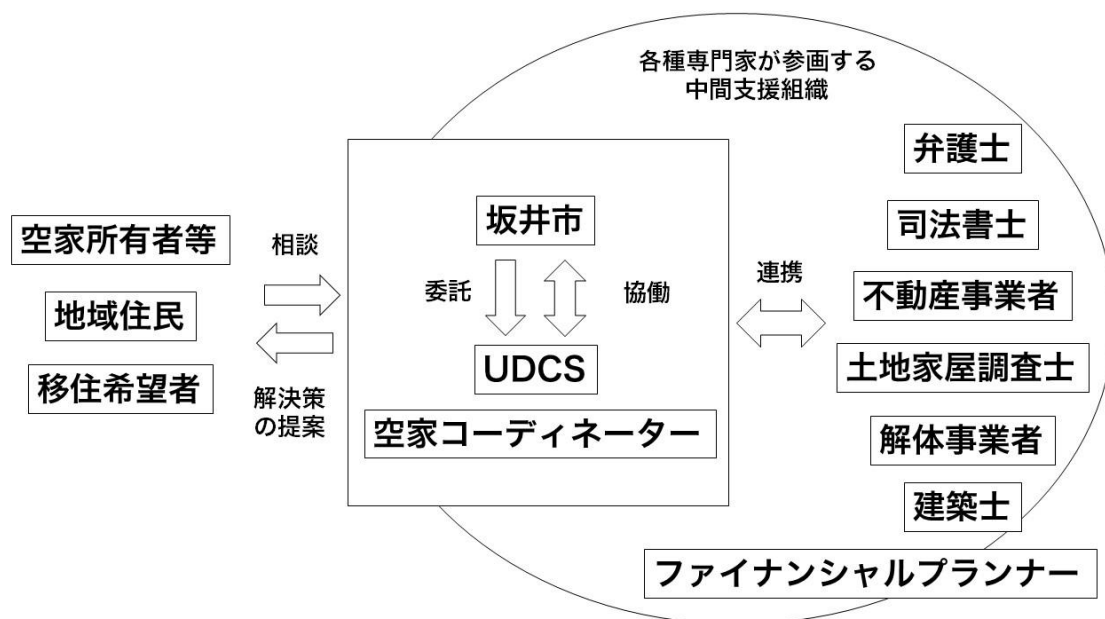 各種専門家が参画する
中間支援組織
空家所有者等
地域住民
移住希望者
相談
解決策
の提案
坂井市
委託
協働
UDCS
空家コーディネーター
連携
弁護士
司法書士
不動産事業者
土地家屋調査士
解体事業者
建築士
ファイナンシャルプランナー